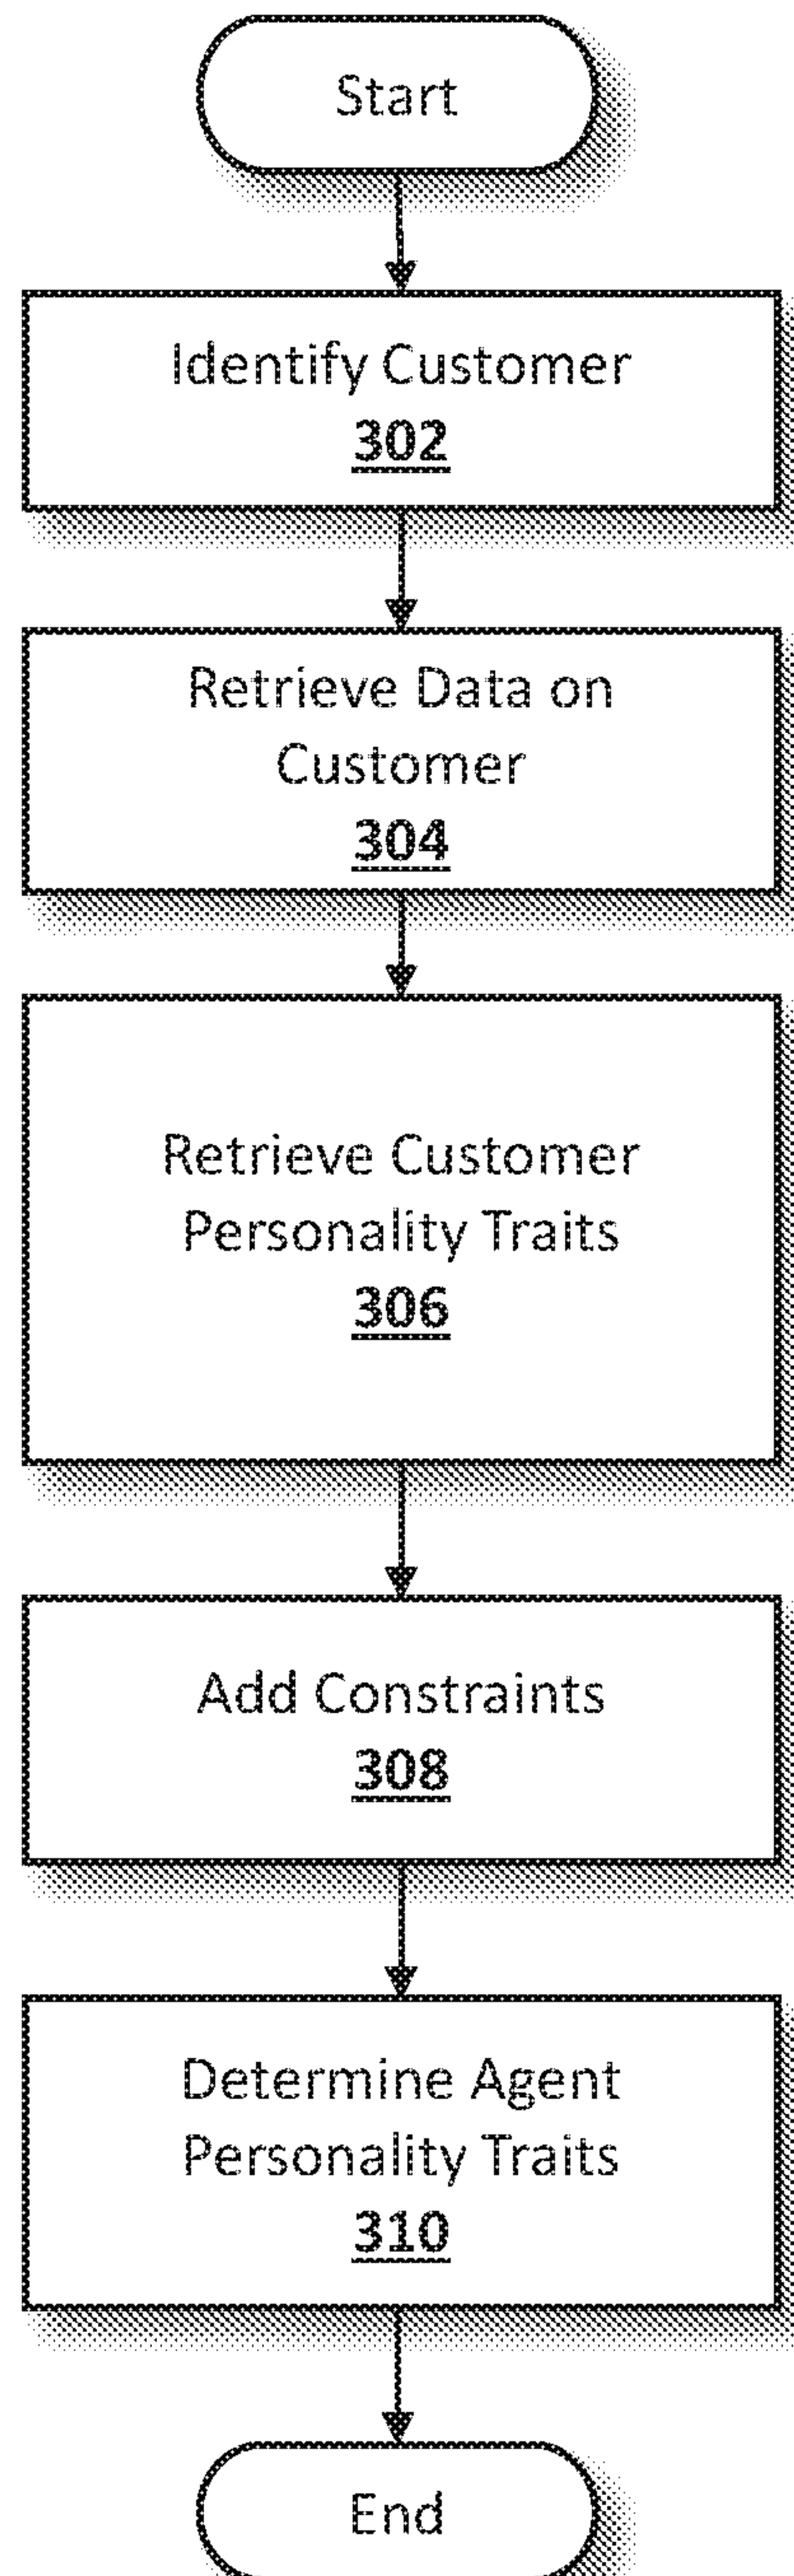 Start
Identify Customer
302
Retrieve Data on
Customer
304
Retrieve Customer
Personality Traits
306
Add Constraints
308
Determine Agent
Personality Traits
310
End